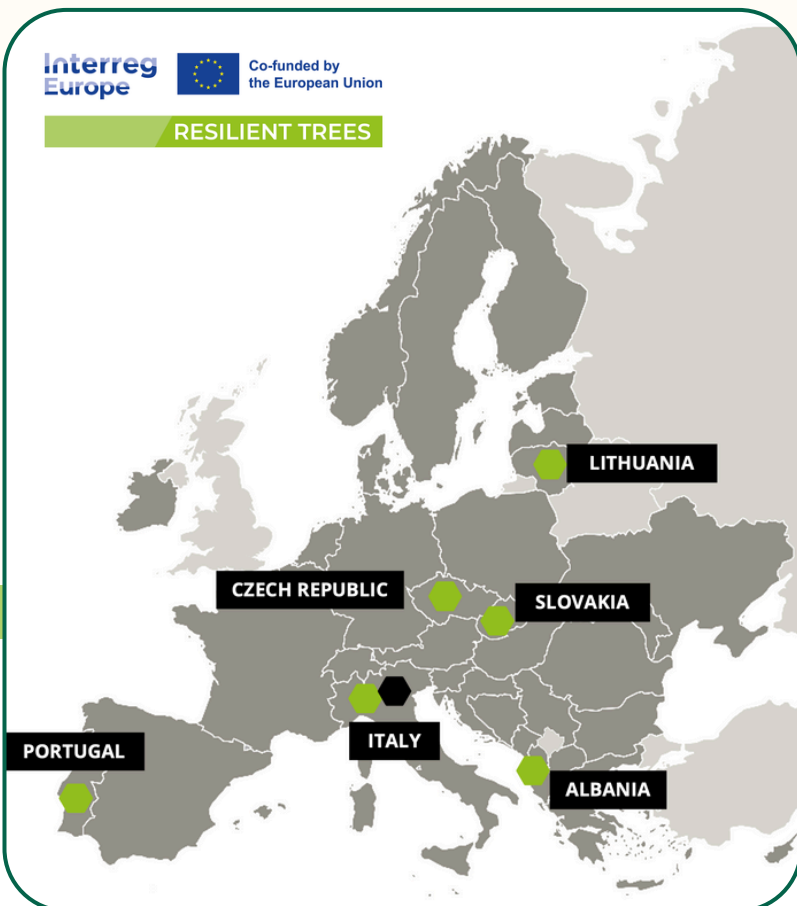 Interreg
Europe
Co-funded by
the European Union
RESILIENT TREES
LITHUANIA
CZECH REPUBLIC
SLOVAKIA
ITALY
PORTUGAL
ALBANIA